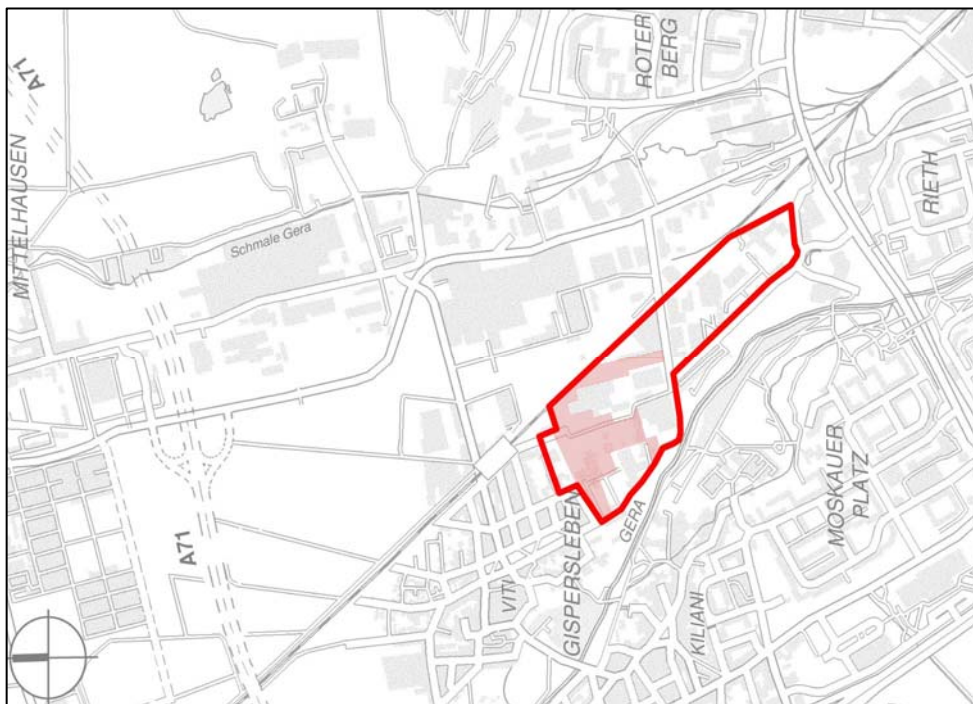 A71
MITTELHAUSEN
Schmale Gera
ROTER
BERG
RIETH
A71
GISPERSLEBEN
VITI
GERA
KILIANI
MOSKAUER
PLATZ